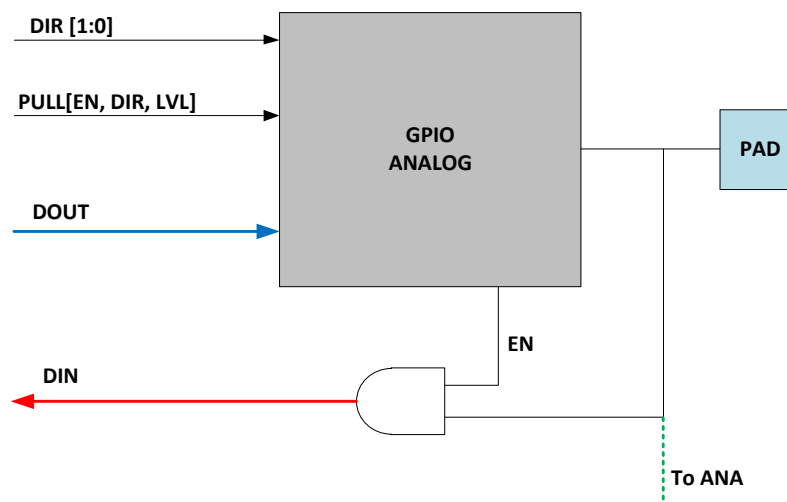 DIR [1:0]
PULL[EN, DIR, LVL]
GPIO
ANALOG
PAD
DOUT
EN
DIN
To ANA